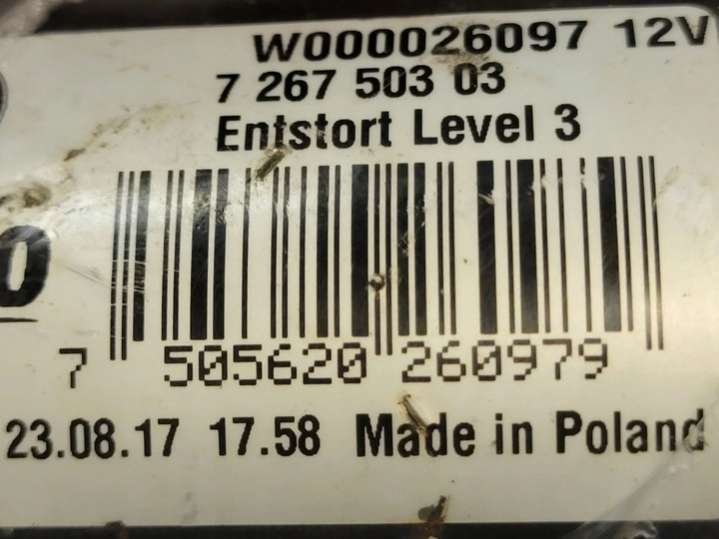 W000026097 12V
7 267 503 03
Entstort Level 3
7 505620 260979
23.08.17 17.58 Made in Poland